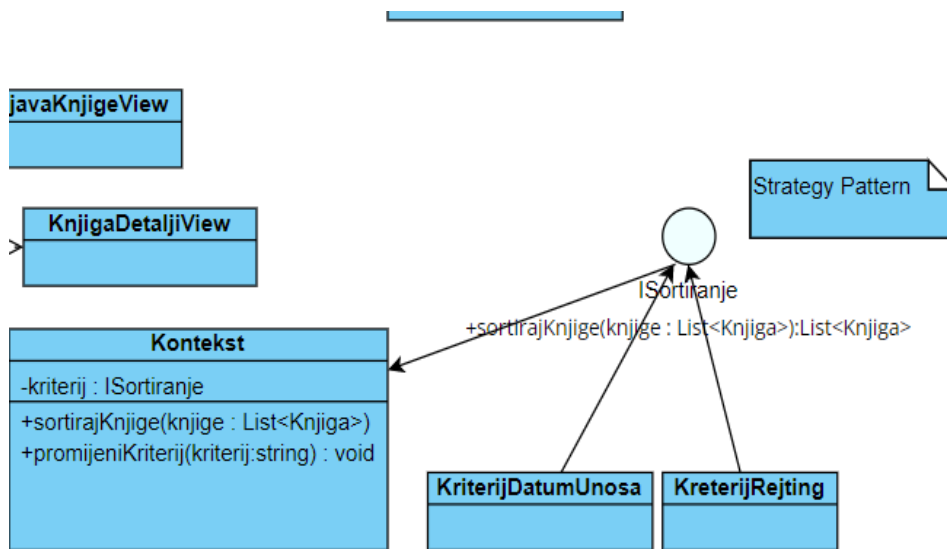 javaKnjigeView
Strategy Pattern
KnjigaDetaljiView
ISortiranje
+sortirajKnjige(knjige : List<Knjiga>):List<Knjiga>
Kontekst
-kriterij : ISortiranje
+sortirajKnjige(knjige : List<Knjiga>)
+promijeniKriterij(kriterij:string) : void
KriterijDatumUnosa
KreterijRejting